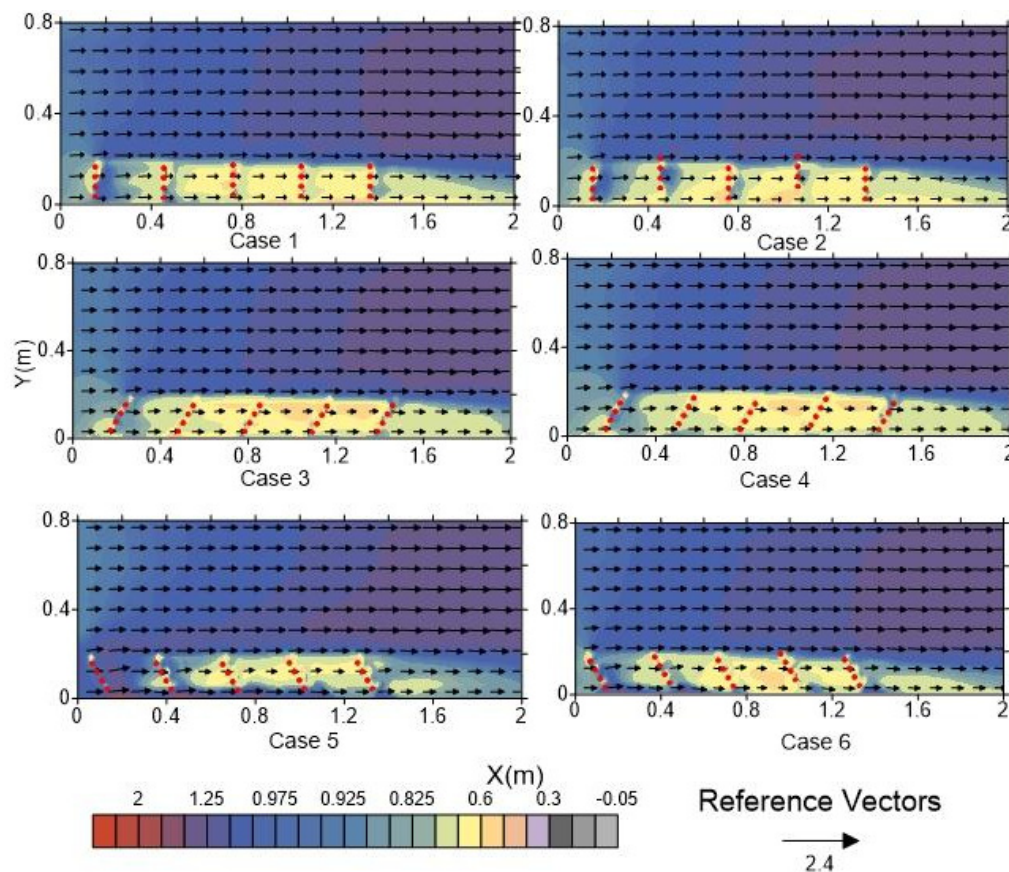 0.8 0.8
0.4 0.4
0 0
0 0.4 0.8 1.2 1.6 2 0 0.4 0.8 1.2 1.6 2
Case 1 Case 2
0.8 0.8
Y(m) 0.4 0.4
0 0
0 0.4 0.8 1.2 1.6 2 0 0.4 0.8 1.2 1.6 2
Case 3 Case 4
0.8 0.8
0.4 0.4
0 0
0 0.4 0.8 1.2 1.6 2 0 0.4 0.8 1.2 1.6 2
Case 5 Case 6
X(m)
2 1.25 0.975 0.925 0.825 0.6 0.3 -0.05
Reference Vectors
2.4